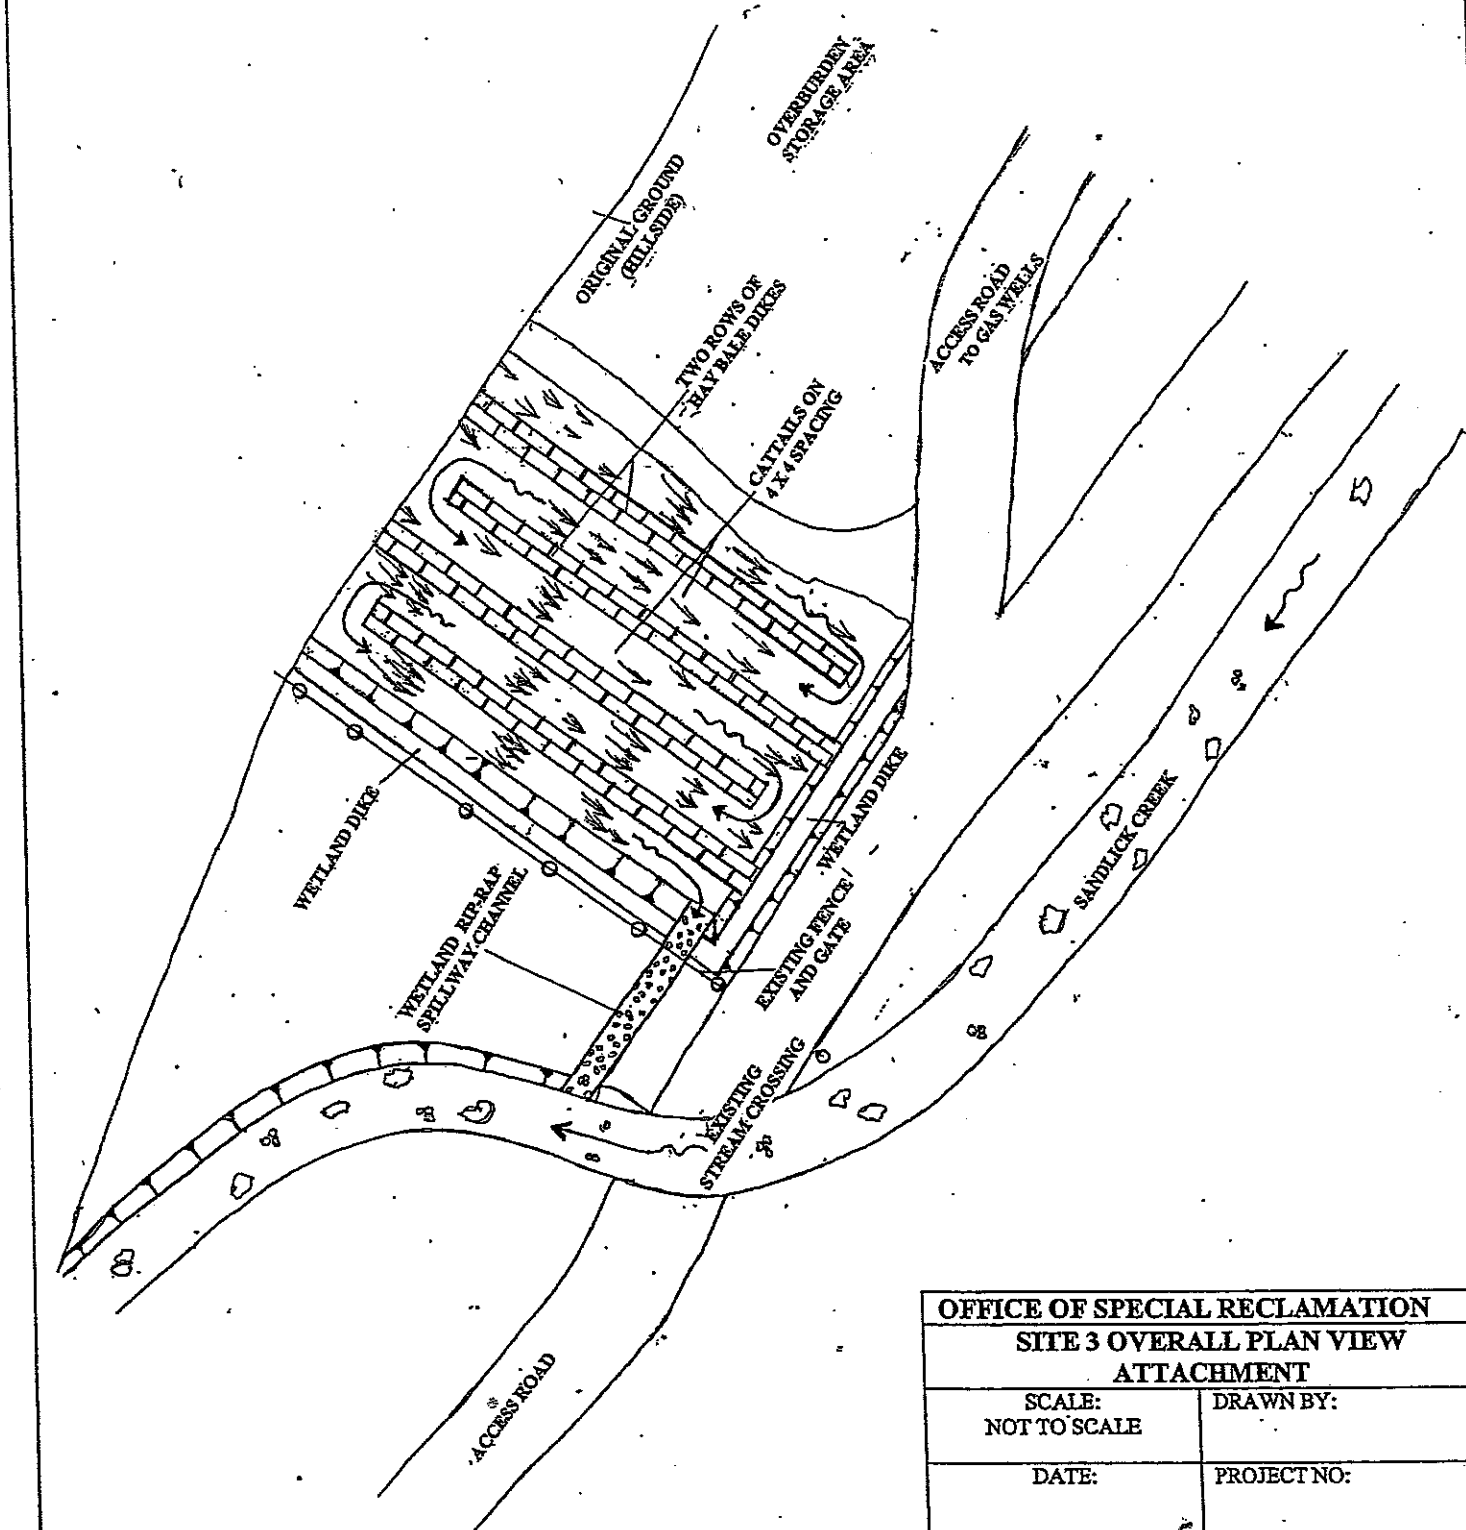 OVERBURDEN
STORAGE AREA
ORIGINAL GROUND
(HILLSIDE)
TWO ROWS OF
HAY BALE DIKES
ACCESS ROAD
TO GAS WELLS
CATTAILS ON
4 X 4 SPACING
WETLAND DIKE
WETLAND DIKE
SANDLICK CREEK
WETLAND RIP-RAP
SPILLWAY CHANNEL
EXISTING FENCE
AND GATE
EXISTING
STREAM CROSSING
ACCESS ROAD
OFFICE OF SPECIAL RECLAMATION
SITE 3 OVERALL PLAN VIEW
ATTACHMENT
SCALE:
NOT TO SCALE
DRAWN BY:
DATE:
PROJECT NO: